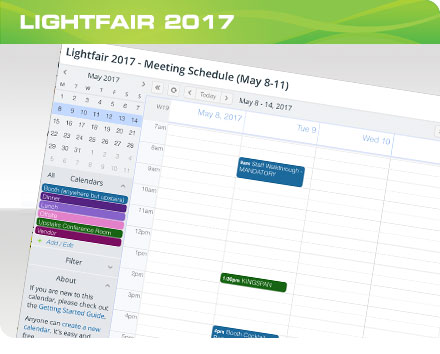 LIGHTFAIR 2017
Lightfair 2017 - Meeting Schedule (May 8-11)
May 2017
S M T W T F S
1 2 3 4 5 6 7
8 9 10 11 12 13 14
15 16 17 18 19 20 21
22 23 24 25 26 27 28
29 30 31 1 2 3 4
5 6 7 8 9 10 11
All Calendars
Booth (anywhere but upstairs)
Dinner
Lunch
Upstairs Conference Room
Vendor
+ Add / Edit
Filter
About
If you are new to this
calendar, please check out
the Getting Started Guide.
Anyone can create a new
calendar. It's easy and
free.
Today May 8 - 14, 2017
W19 May 8, 2017 Tue 9 Wed 10
7am
8am
9am
10am
11am
12pm
1pm
2pm
3pm
4pm
5pm
9am Staff Walkthrough -
MANDATORY
1:00pm KINGSPAN
6pm Booth Cocktail